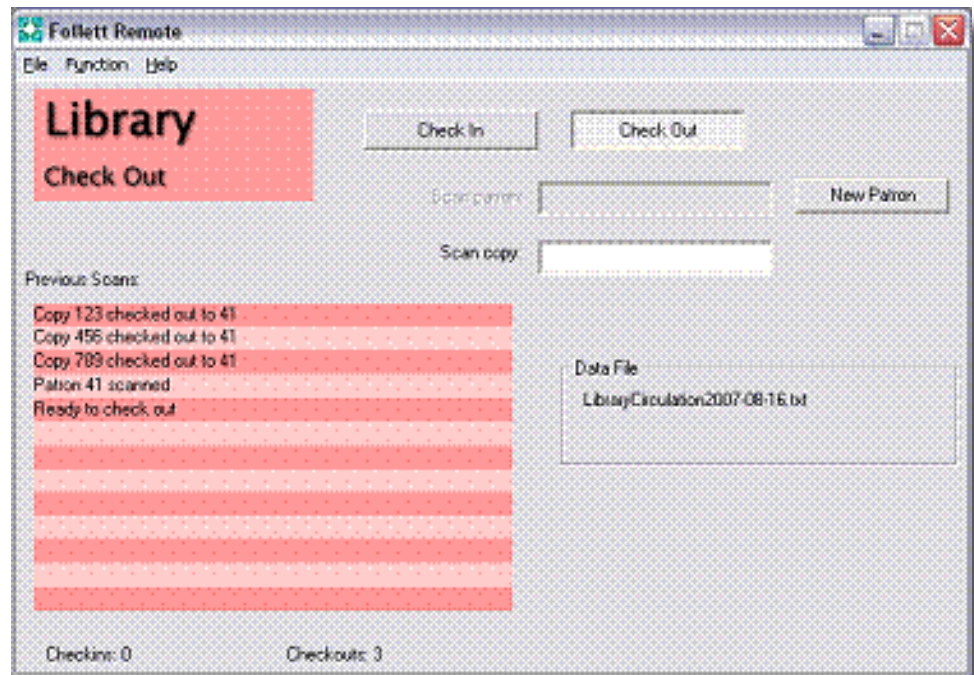 Follett Remote
File Function Help
Library
Check Out
Check In
Check Out
Scan patron:
New Patron
Scan copy:
Previous Scans:
Copy 123 checked out to 41
Copy 456 checked out to 41
Copy 789 checked out to 41
Patron 41 scanned
Ready to check out
Data File
LibraryCirculation2007-08-16.txt
Checkins: 0
Checkouts: 3